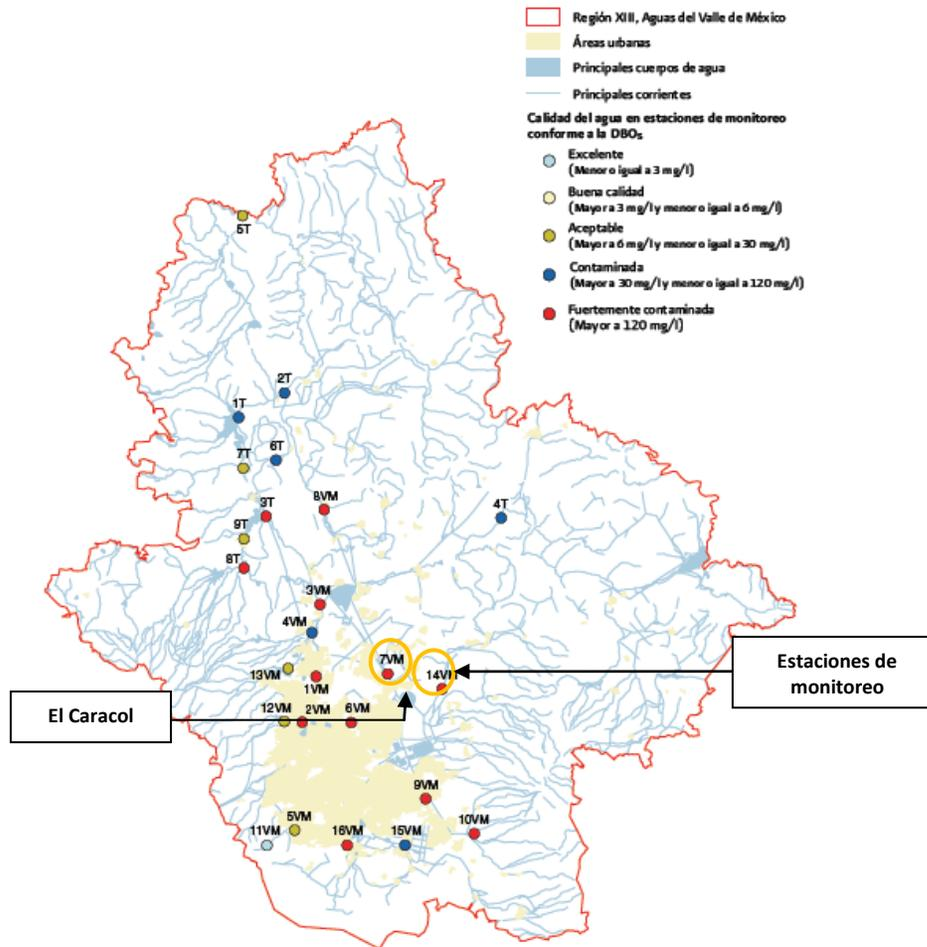 Región XIII, Aguas del Valle de México
Áreas urbanas
Principales cuerpos de agua
Principales corrientes
Calidad del agua en estaciones de monitoreo
conforme a la DBO₅
Excelente
(Menor o igual a 3 mg/l)
Buena calidad
(Mayor a 3 mg/l y menor o igual a 6 mg/l)
Aceptable
(Mayor a 6 mg/l y menor o igual a 30 mg/l)
Contaminada
(Mayor a 30 mg/l y menor o igual a 120 mg/l)
Fuertemente contaminada
(Mayor a 120 mg/l)
5T
2T
1T
6T
7T
3T
8VM
4T
9T
8T
3VM
4VM
7VM
14VM
13VM
1VM
Estaciones de
monitoreo
El Caracol
12VM
2VM
6VM
9VM
5VM
11VM
16VM
15VM
10VM